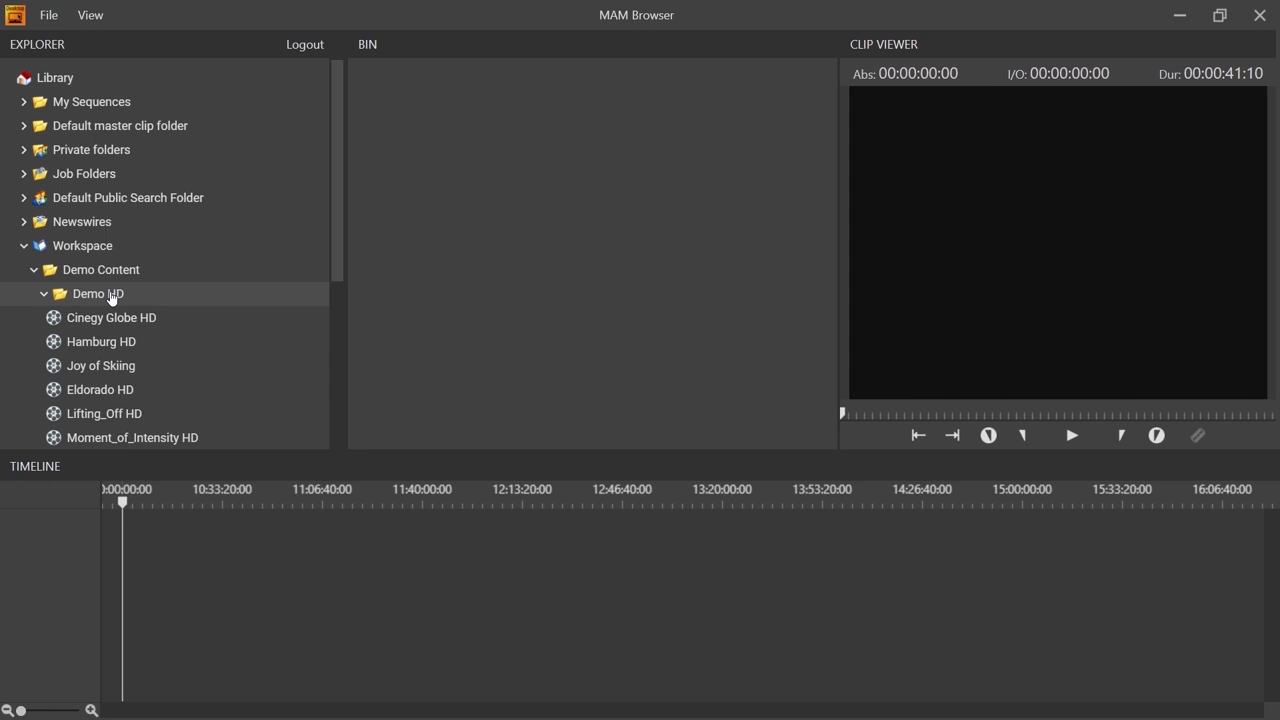 File View MAM Browser
EXPLORER Logout BIN CLIP VIEWER
Library
Abs: 00:00:00:00 I/O: 00:00:00:00 Dur: 00:00:41:10
My Sequences
Default master clip folder
Private folders
Job Folders
Default Public Search Folder
Newswires
Workspace
Demo Content
Demo HD
Cinegy Globe HD
Hamburg HD
Joy of Skiing
Eldorado HD
Lifting_Off HD
Moment_of_Intensity HD
TIMELINE
:00:00:00 10:33:20:00 11:06:40:00 11:40:00:00 12:13:20:00 12:46:40:00 13:20:00:00 13:53:20:00 14:26:40:00 15:00:00:00 15:33:20:00 16:06:40:00